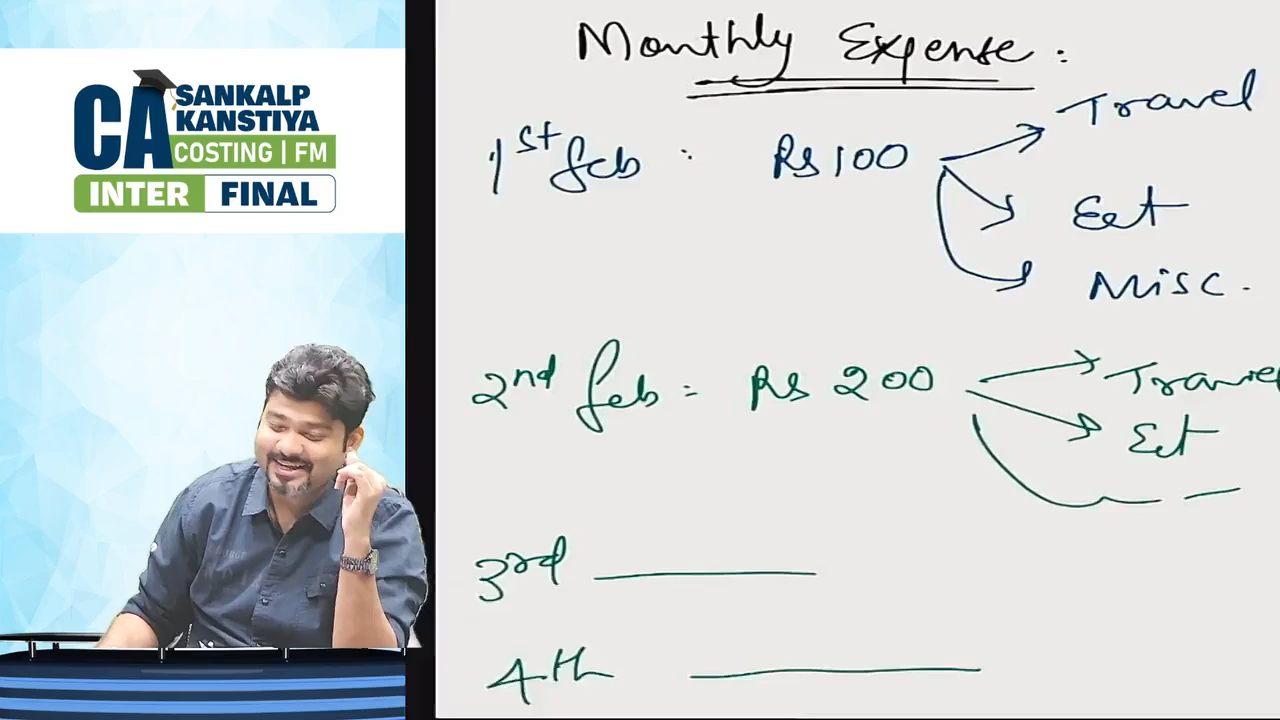 CA
SANKALP
KANSTIYA
COSTING | FM
INTER FINAL
Monthly Expense :
1st Feb : Rs 100 Travel
Eat
Misc.
2nd Feb : Rs 200 Travel
Eat
3rd
4th